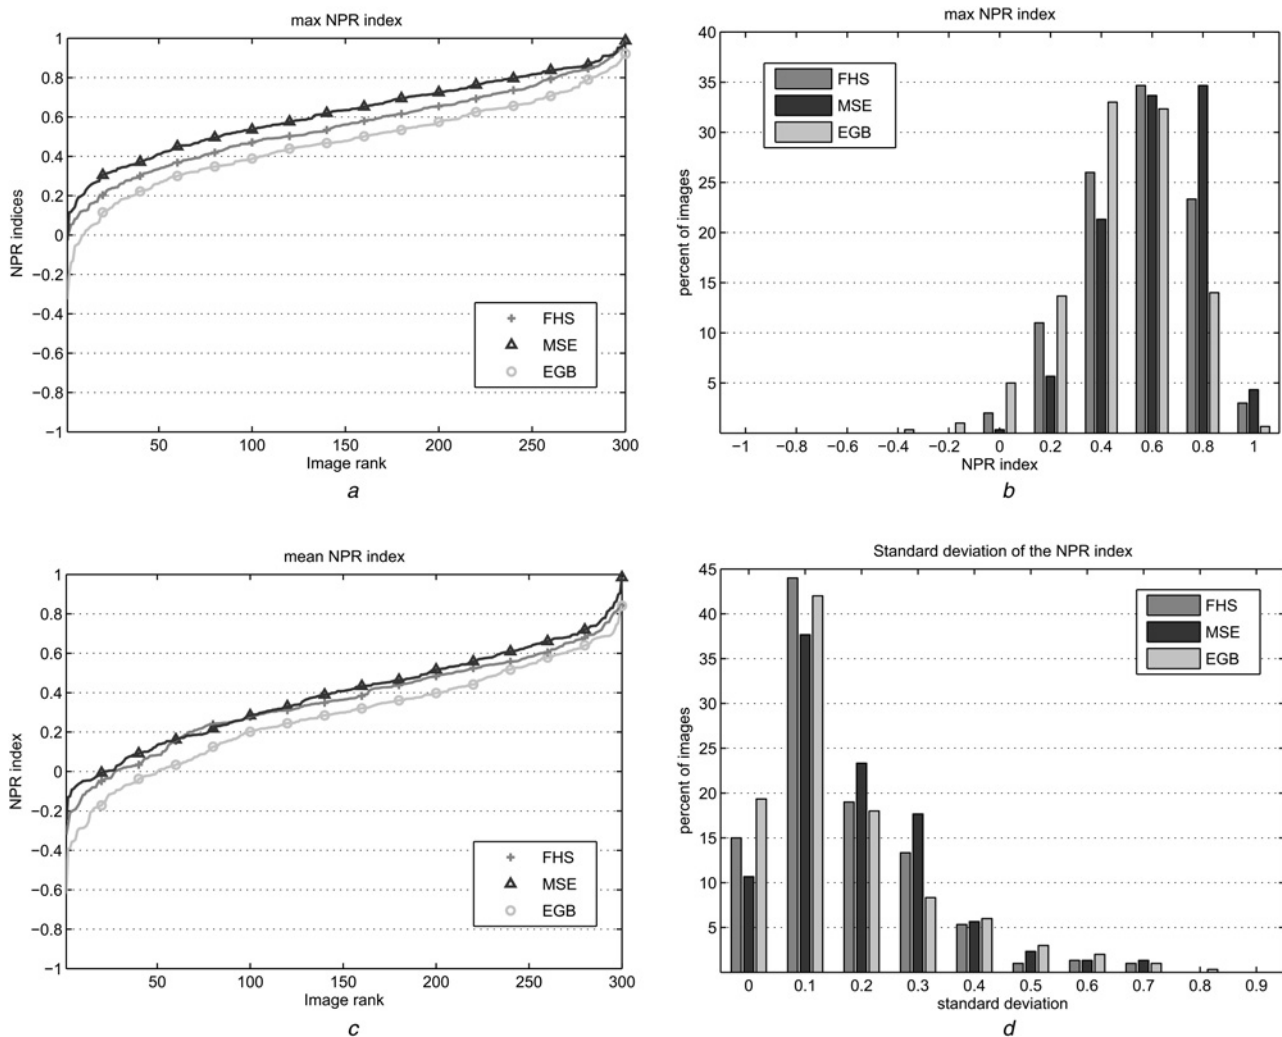 max NPR index
1
0.8
0.6
0.4
0.2
0
−0.2
−0.4
−0.6
−0.8
−1
NPR indices
FHS
MSE
EGB
50 100 150 200 250 300
Image rank
a
max NPR index
40
35
30
25
20
15
10
5
percent of images
FHS
MSE
EGB
−1 −0.8 −0.6 −0.4 −0.2 0 0.2 0.4 0.6 0.8 1
NPR index
b
mean NPR index
1
0.8
0.6
0.4
0.2
0
−0.2
−0.4
−0.6
−0.8
−1
NPR index
FHS
MSE
EGB
50 100 150 200 250 300
Image rank
c
Standard deviation of the NPR index
45
40
35
30
25
20
15
10
5
percent of images
FHS
MSE
EGB
0 0.1 0.2 0.3 0.4 0.5 0.6 0.7 0.8 0.9
standard deviation
d